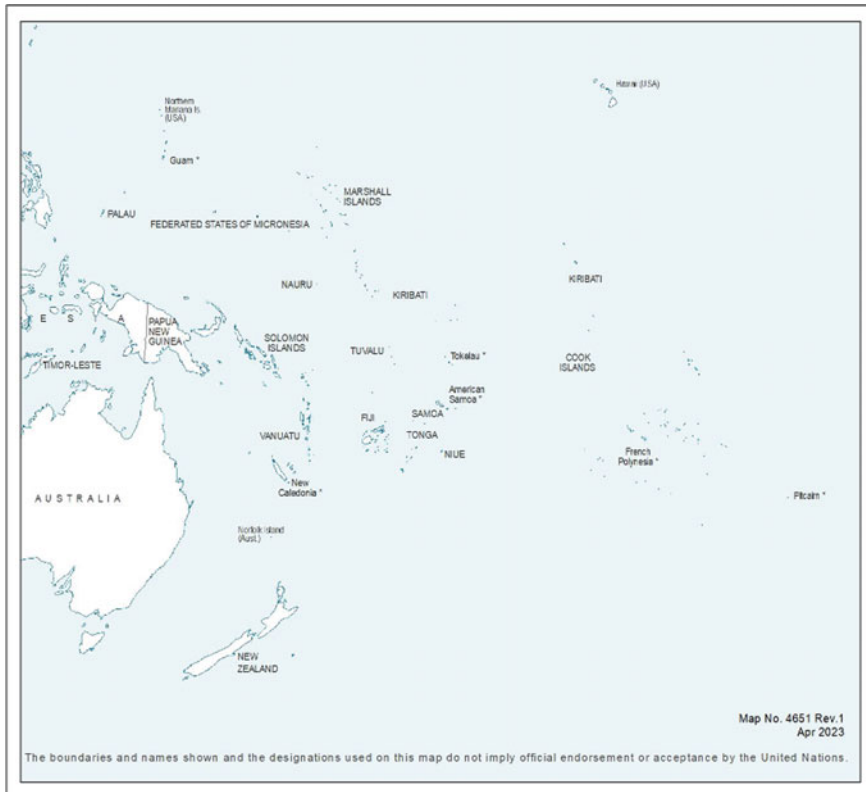 Hawaii (USA)
Northern
Mariana Is.
(USA)
Guam *
MARSHALL
ISLANDS
PALAU
FEDERATED STATES OF MICRONESIA
NAURU
KIRIBATI
KIRIBATI
E S I A
PAPUA
NEW
GUINEA
SOLOMON
ISLANDS
TUVALU
Tokelau *
COOK
ISLANDS
TIMOR-LESTE
American
Samoa *
SAMOA
FIJI
VANUATU
TONGA
NIUE
French
Polynesia *
New
Caledonia *
Pitcairn *
AUSTRALIA
Norfolk Island
(Aust.)
NEW
ZEALAND
Map No. 4651 Rev.1
Apr 2023
The boundaries and names shown and the designations used on this map do not imply official endorsement or acceptance by the United Nations.